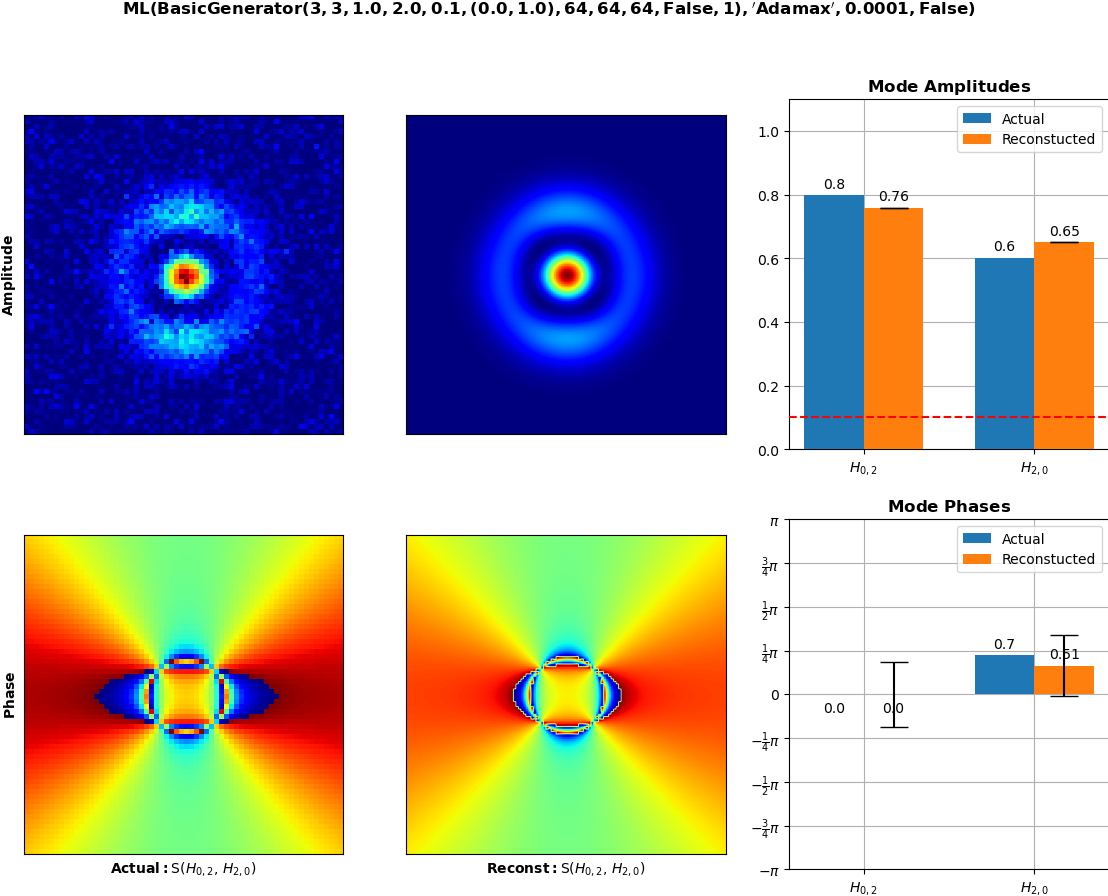 ML(BasicGenerator(3, 3, 1.0, 2.0, 0.1, (0.0, 1.0), 64, 64, 64, False, 1), ′Adamax′, 0.0001, False)
Mode Amplitudes
Amplitude
1.0
0.8
0.6
0.4
0.2
0.0
Actual
Reconstucted
0.8
0.76
0.6
0.65
H0, 2
H2, 0
Phase
Actual: S(H0, 2, H2, 0)
Reconst: S(H0, 2, H2, 0)
Mode Phases
π
3/4π
1/2π
1/4π
0
−1/4π
−1/2π
−3/4π
−π
Actual
Reconstucted
0.0
0.0
0.7
0.51
H0, 2
H2, 0